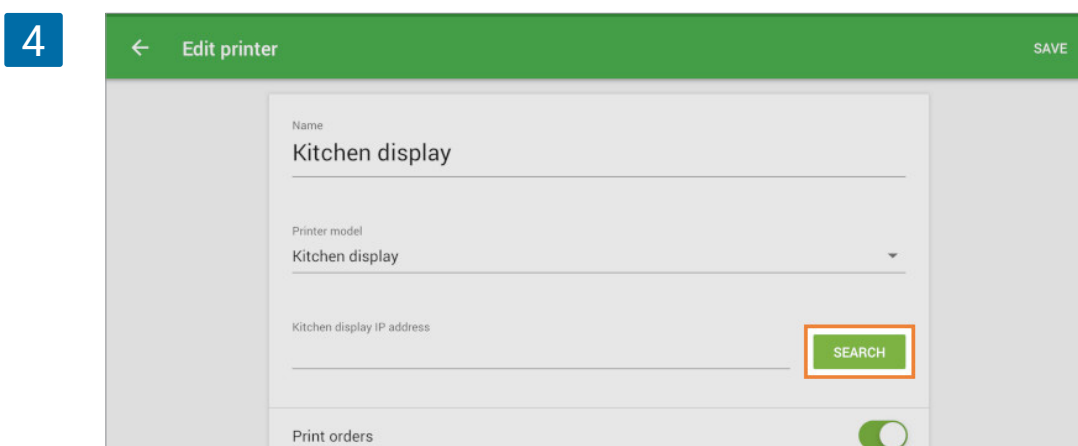 4
Edit printer
SAVE
Name
Kitchen display
Printer model
Kitchen display
Kitchen display IP address
SEARCH
Print orders